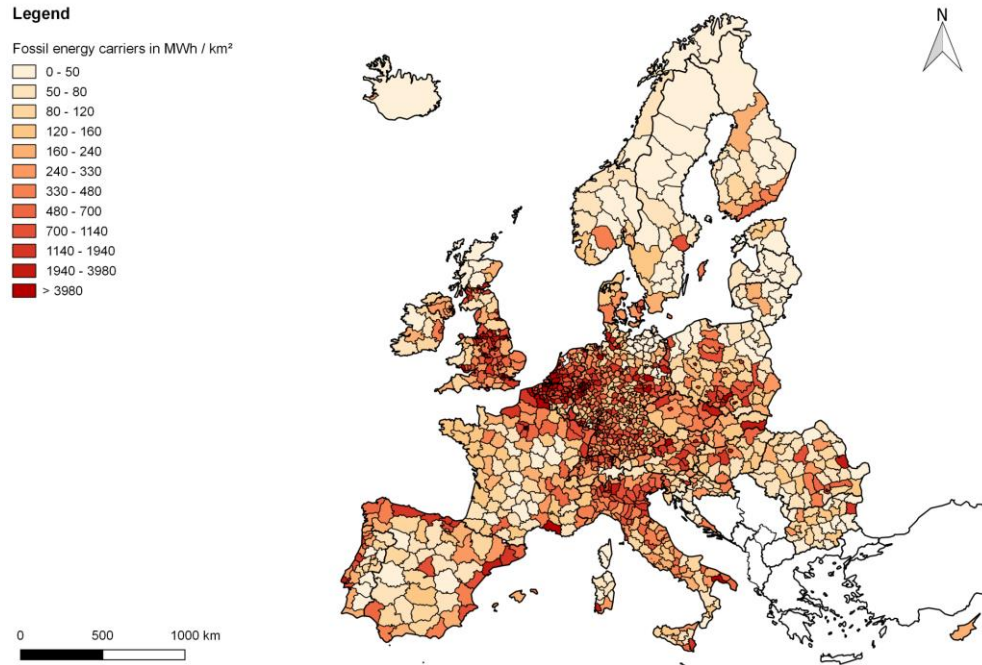 Legend
Fossil energy carriers in MWh / km²
0 - 50
50 - 80
80 - 120
120 - 160
160 - 240
240 - 330
330 - 480
480 - 700
700 - 1140
1140 - 1940
1940 - 3980
> 3980
N
0 500 1000 km